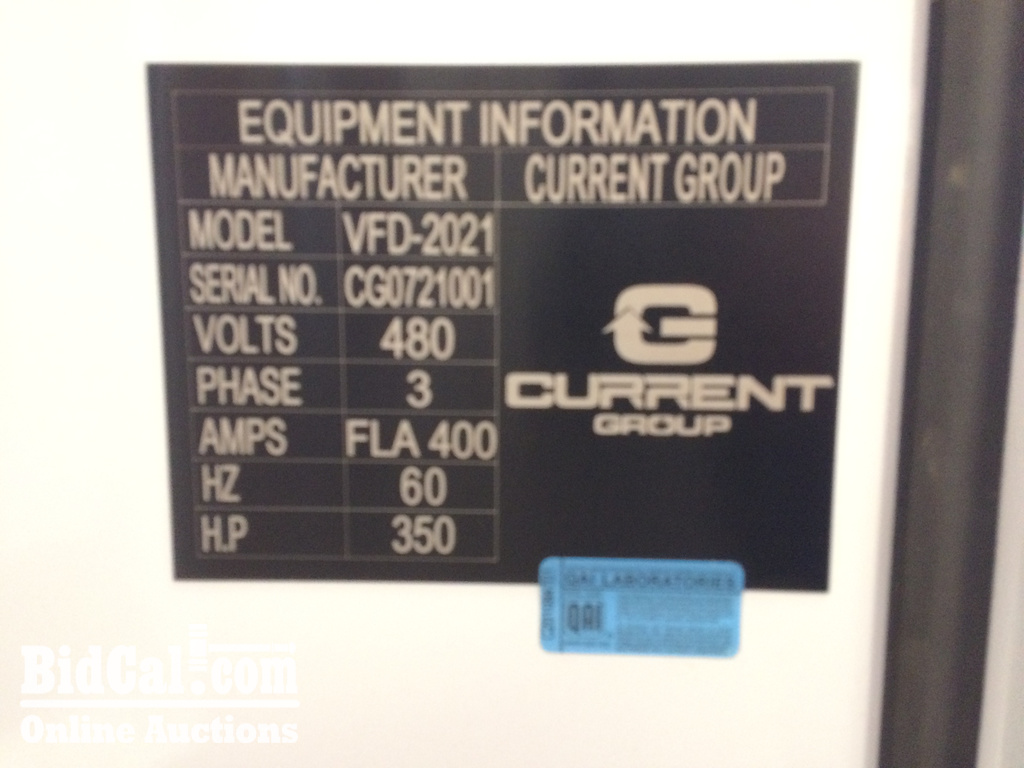 EQUIPMENT INFORMATION
MANUFACTURER CURRENT GROUP
MODEL VFD-2021
SERIAL NO. CG0721001
VOLTS 480
PHASE 3
AMPS FLA 400
HZ 60
H.P 350
CURRENT
GROUP
QAI LABORATORIES
QAI
BidCal.com
Online Auctions